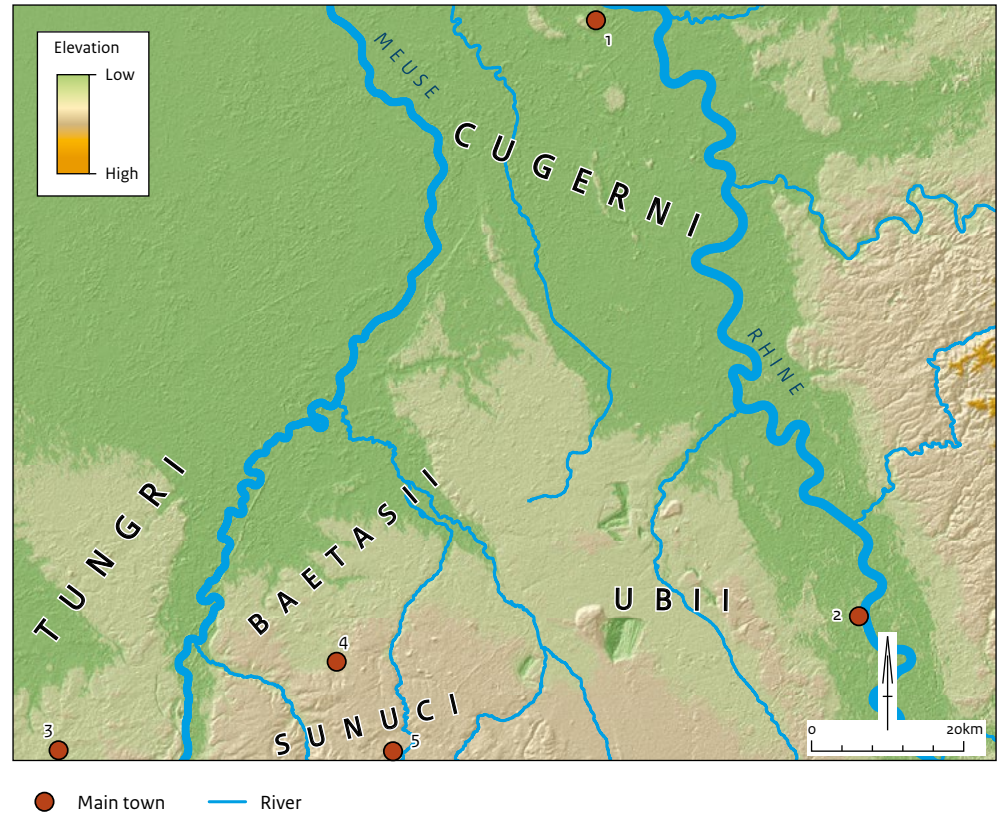 Elevation
Low
High
MEUSE
1
CUGERNI
RHINE
TUNGRI
BAETASII
UBII
2
4
3
SUNUCI
5
0 20km
Main town
River